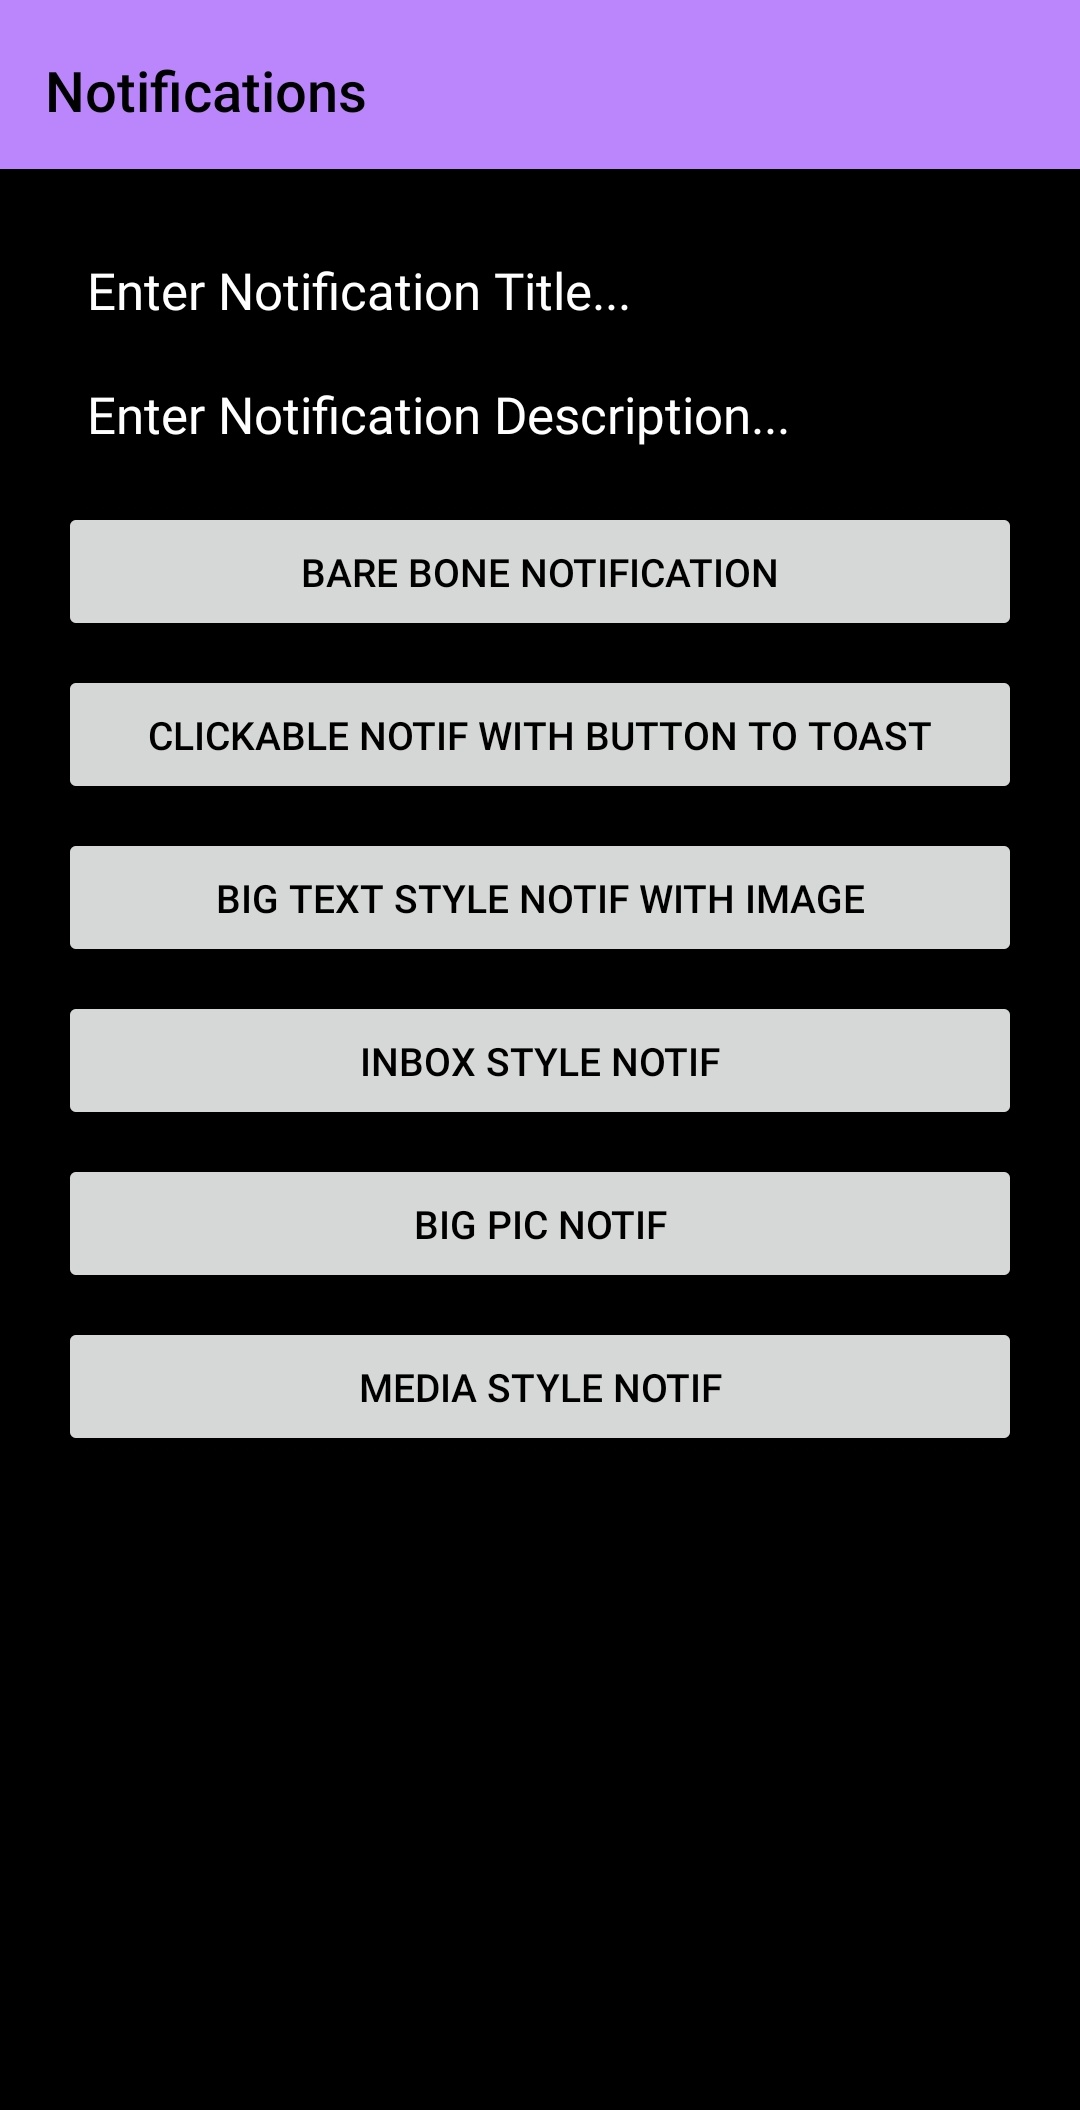 Notifications
Enter Notification Title...
Enter Notification Description...
BARE BONE NOTIFICATION
CLICKABLE NOTIF WITH BUTTON TO TOAST
BIG TEXT STYLE NOTIF WITH IMAGE
INBOX STYLE NOTIF
BIG PIC NOTIF
MEDIA STYLE NOTIF